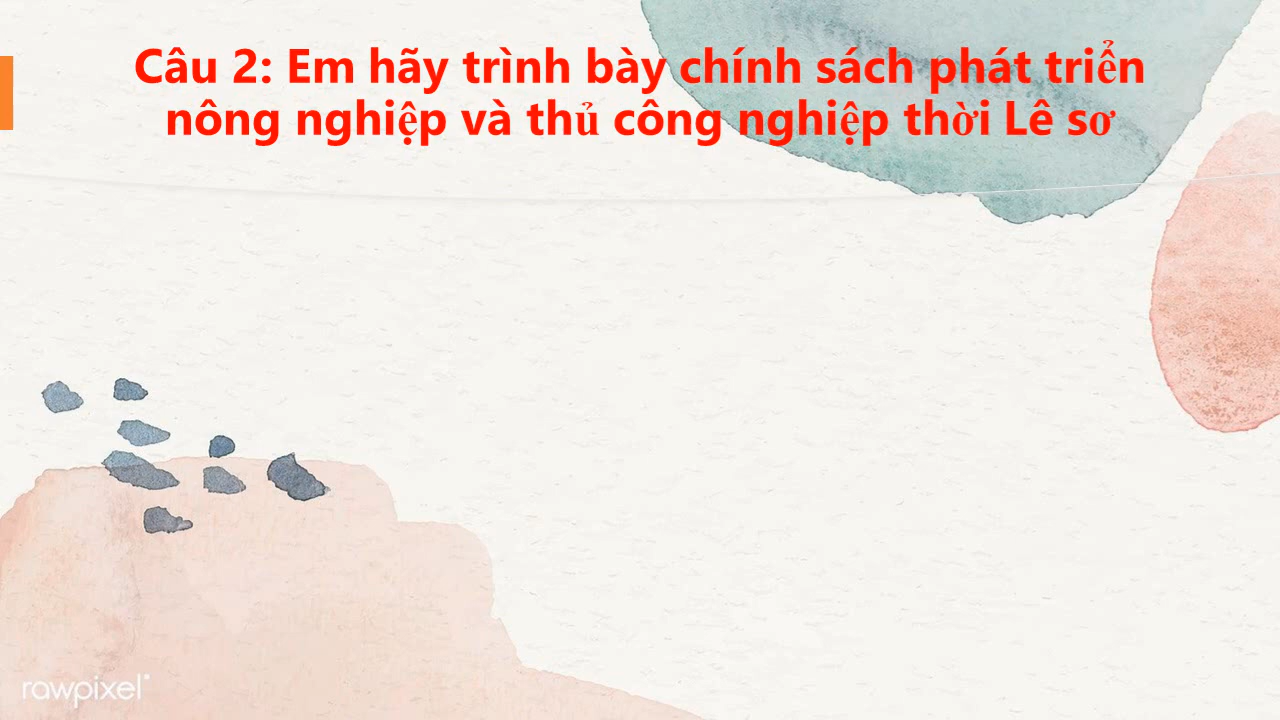 Câu 2: Em hãy trình bày chính sách phát triển
nông nghiệp và thủ công nghiệp thời Lê sơ
rawpixel